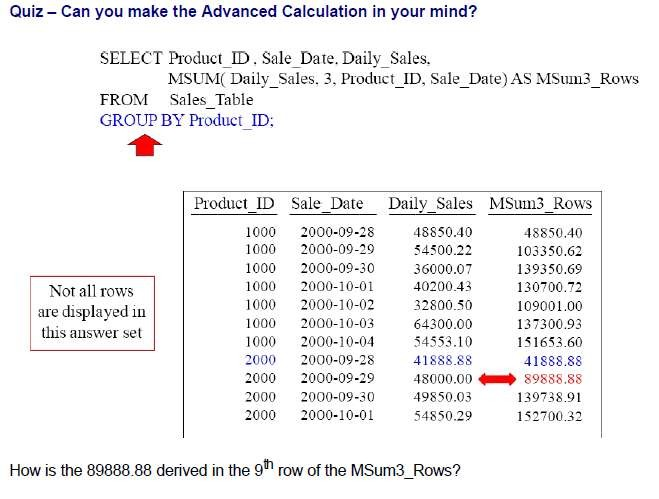 Quiz – Can you make the Advanced Calculation in your mind?
SELECT Product_ID , Sale_Date, Daily_Sales,
MSUM( Daily_Sales, 3, Product_ID, Sale_Date) AS MSum3_Rows
FROM Sales_Table
GROUP BY Product_ID;
Product_ID Sale_Date Daily_Sales MSum3_Rows
1000 2000-09-28 48850.40 48850.40
1000 2000-09-29 54500.22 103350.62
1000 2000-09-30 36000.07 139350.69
1000 2000-10-01 40200.43 130700.72
1000 2000-10-02 32800.50 109001.00
1000 2000-10-03 64300.00 137300.93
1000 2000-10-04 54553.10 151653.60
2000 2000-09-28 41888.88 41888.88
2000 2000-09-29 48000.00 89888.88
2000 2000-09-30 49850.03 139738.91
2000 2000-10-01 54850.29 152700.32
Not all rows
are displayed in
this answer set
How is the 89888.88 derived in the 9th row of the MSum3_Rows?